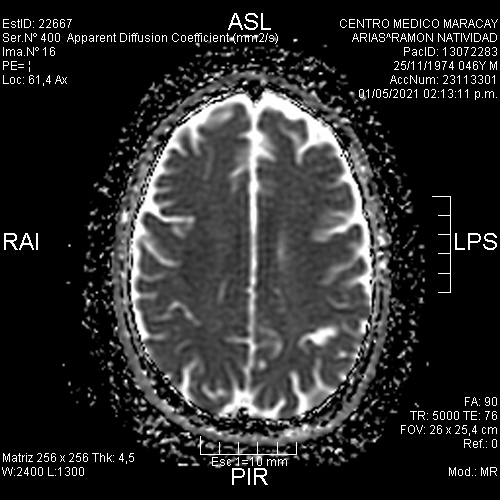 EstID: 22667
Ser.Nº 400 Apparent Diffusion Coefficient (mm2/s)
Ima.Nº 16
PE= ¦
Loc: 61,4 Ax
ASL
CENTRO MEDICO MARACAY
ARIAS^RAMON NATIVIDAD
PacID: 13072283
25/11/1974 046Y M
AccNum: 23113301
01/05/2021 02:13:11 p.m.
RAI
LPS
Matriz 256 x 256 Thk: 4,5
W:2400 L:1300
Esc 1=10 mm
PIR
FA: 90
TR: 5000 TE: 76
FOV: 26 x 25,4 cm
Ref.: 0
Mod.: MR